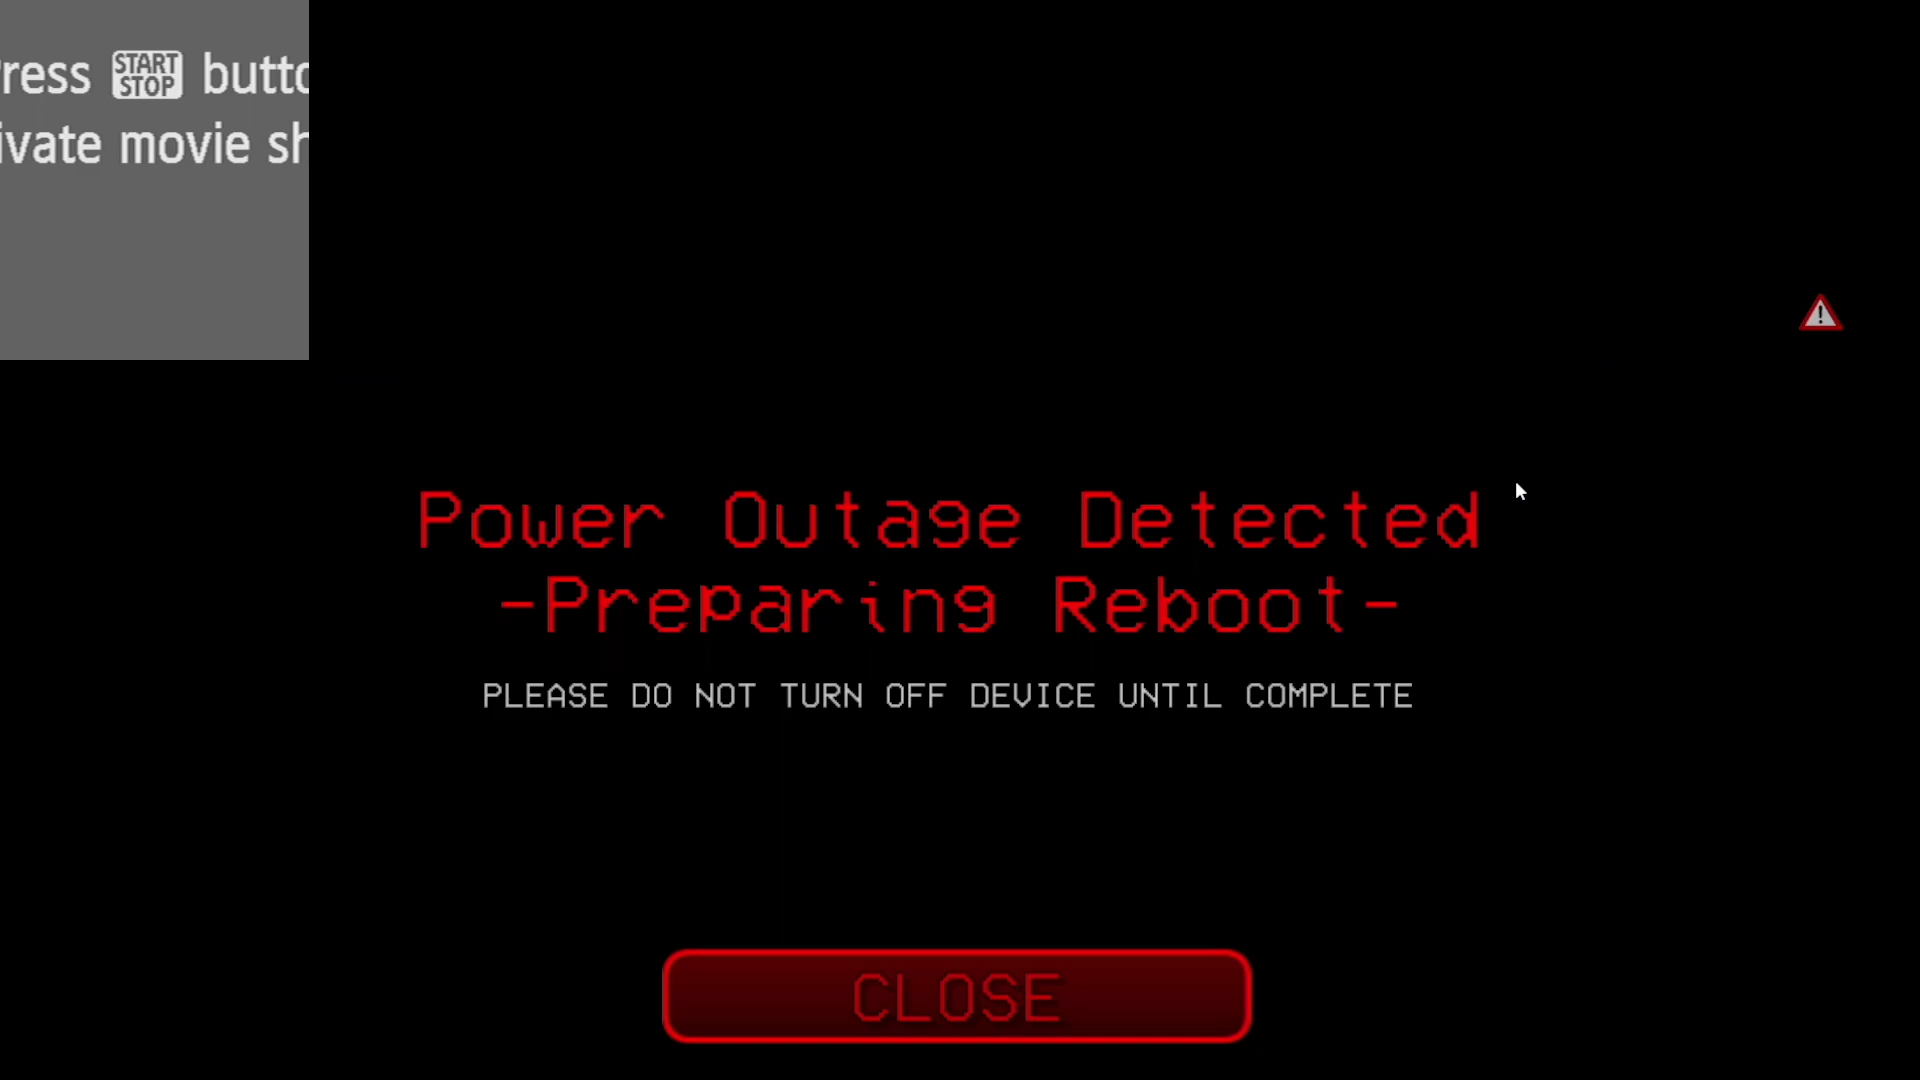 ress START STOP butto
ivate movie sh
Power Outage Detected
-Preparing Reboot-
PLEASE DO NOT TURN OFF DEVICE UNTIL COMPLETE
CLOSE